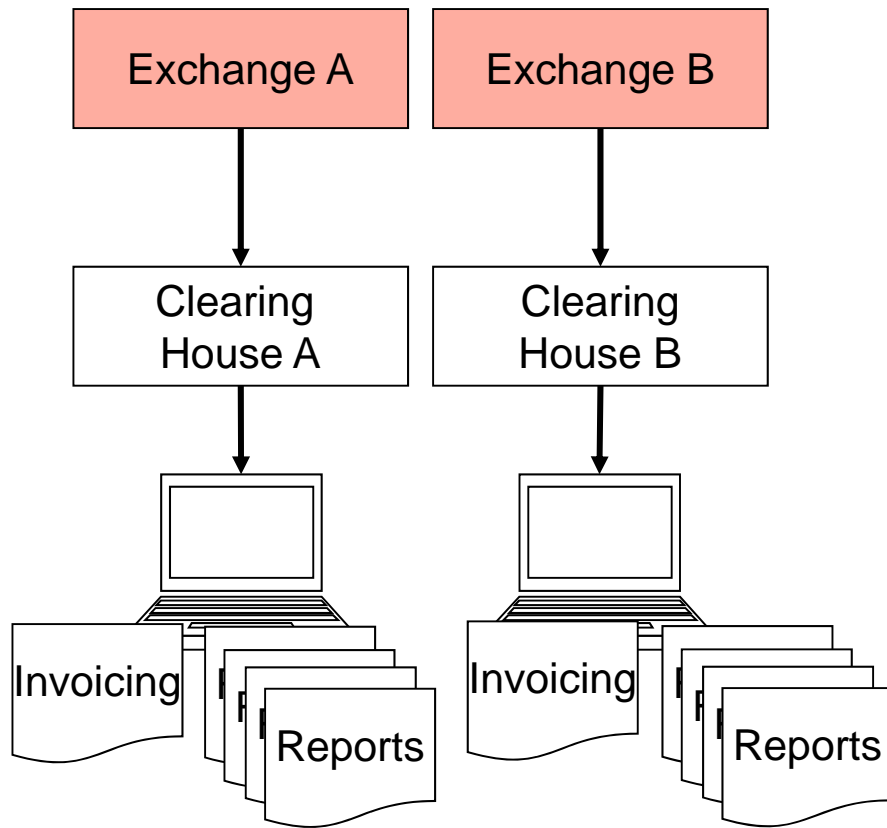 Exchange A
Exchange B
Clearing
House A
Clearing
House B
Invoicing
Reports
Invoicing
Reports